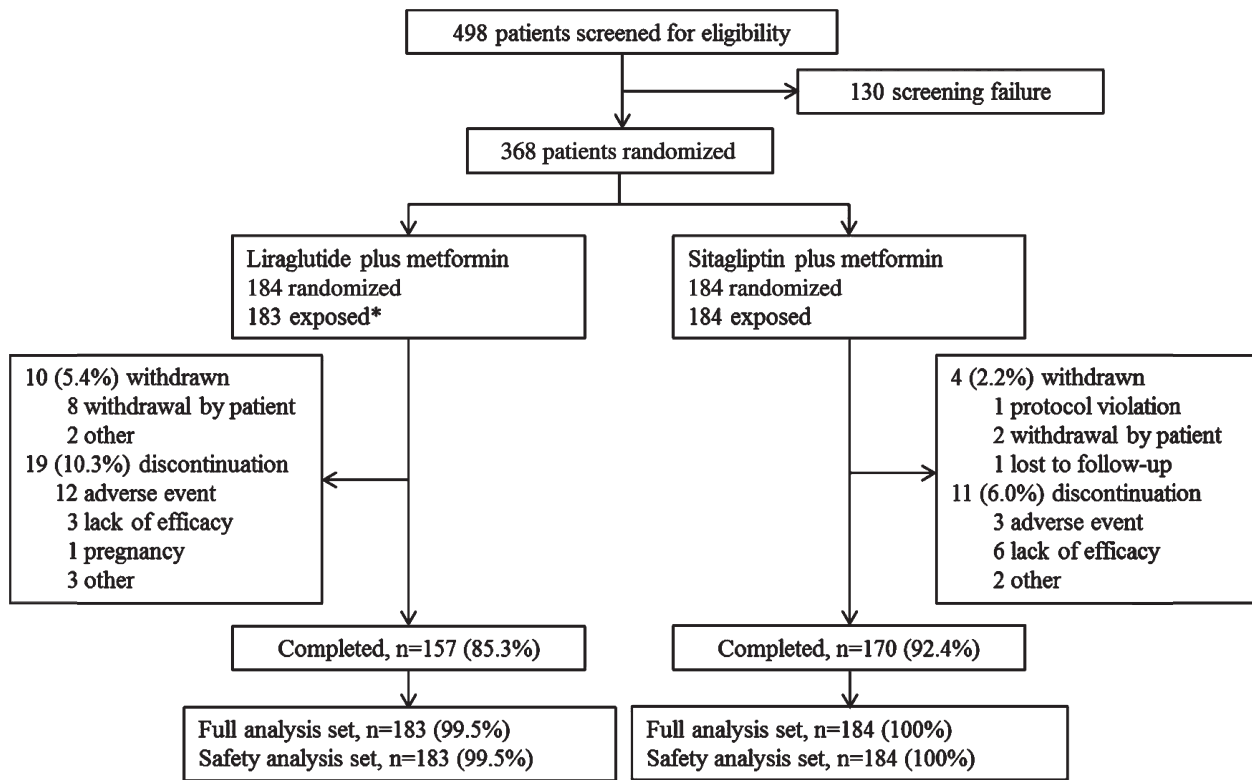 498 patients screened for eligibility
130 screening failure
368 patients randomized
Liraglutide plus metformin
184 randomized
183 exposed*
Sitagliptin plus metformin
184 randomized
184 exposed
10 (5.4%) withdrawn
8 withdrawal by patient
2 other
19 (10.3%) discontinuation
12 adverse event
3 lack of efficacy
1 pregnancy
3 other
4 (2.2%) withdrawn
1 protocol violation
2 withdrawal by patient
1 lost to follow-up
11 (6.0%) discontinuation
3 adverse event
6 lack of efficacy
2 other
Completed, n=157 (85.3%)
Completed, n=170 (92.4%)
Full analysis set, n=183 (99.5%)
Safety analysis set, n=183 (99.5%)
Full analysis set, n=184 (100%)
Safety analysis set, n=184 (100%)